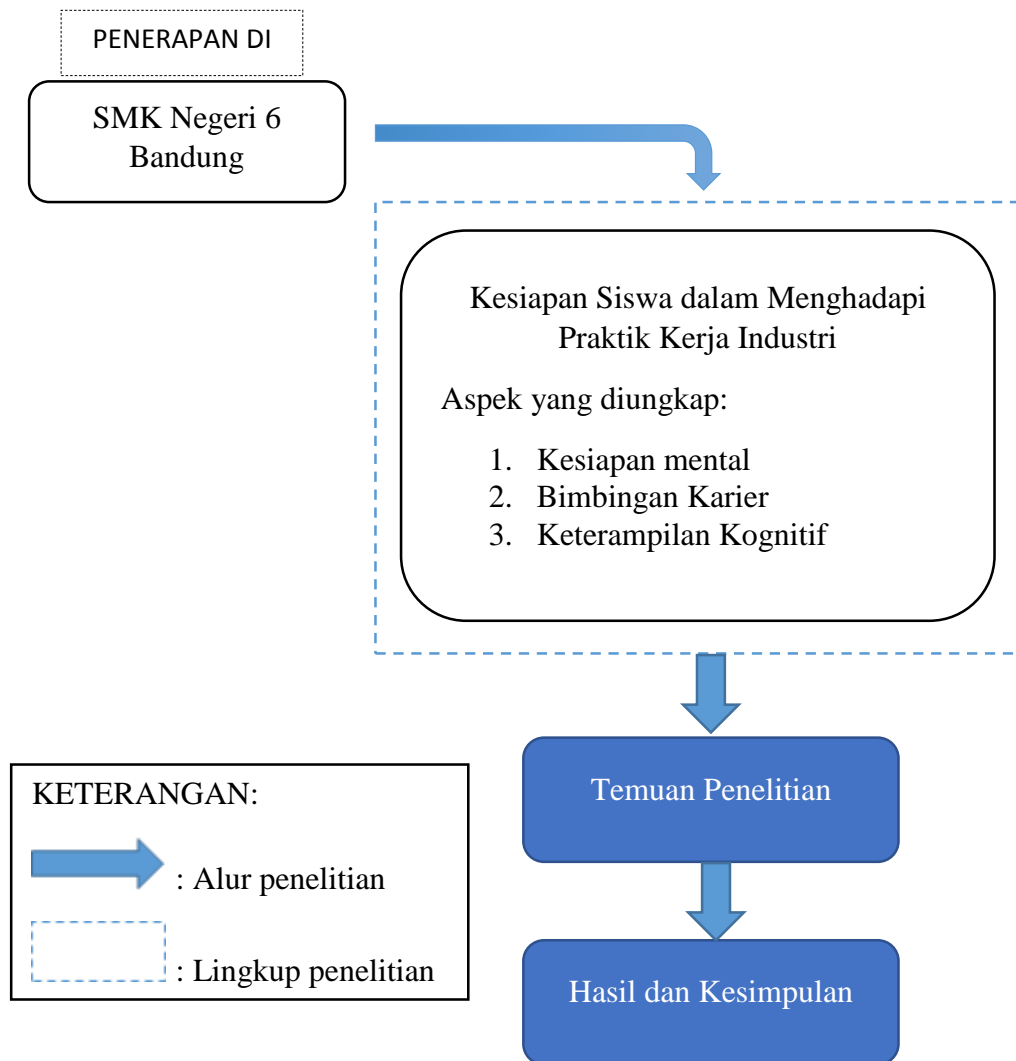 PENERAPAN DI
SMK Negeri 6
Bandung
Kesiapan Siswa dalam Menghadapi
Praktik Kerja Industri
Aspek yang diungkap:
1. Kesiapan mental
2. Bimbingan Karier
3. Keterampilan Kognitif
Temuan Penelitian
Hasil dan Kesimpulan
KETERANGAN:
: Alur penelitian
: Lingkup penelitian